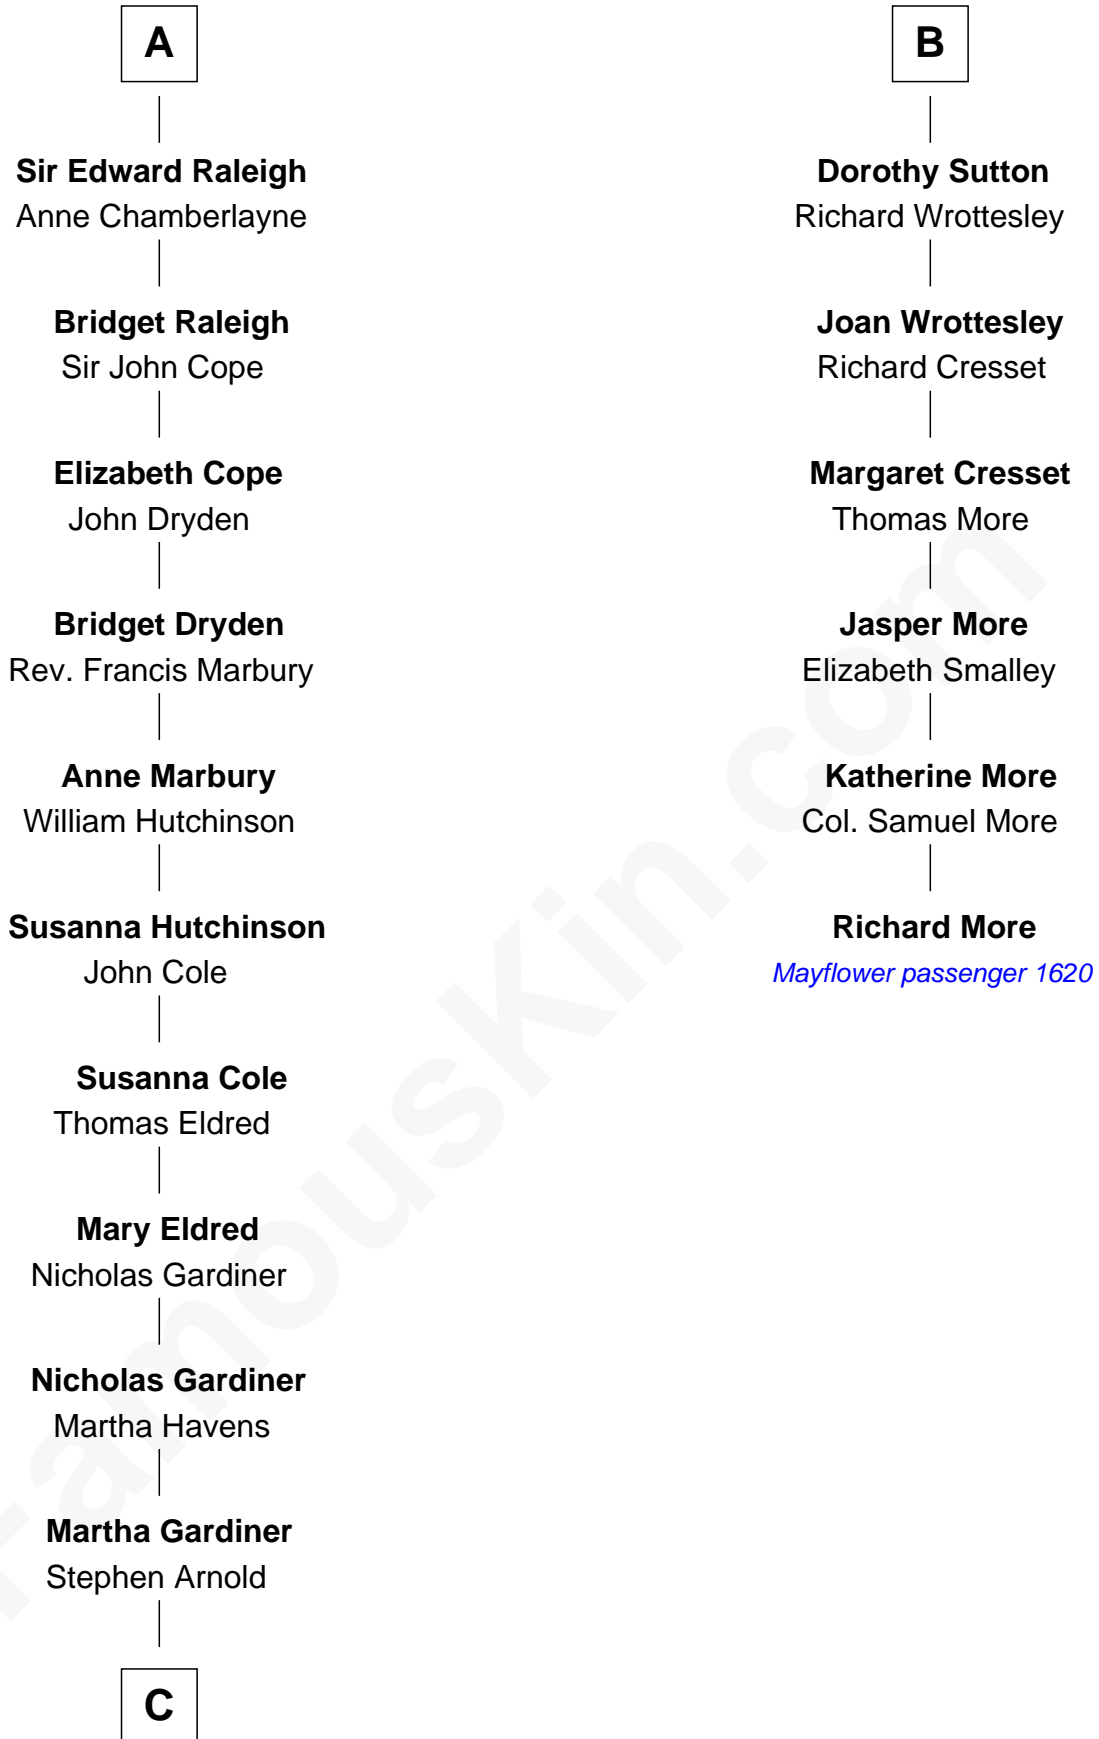 A
Sir Edward Raleigh
Anne Chamberlayne
Bridget Raleigh
Sir John Cope
Elizabeth Cope
John Dryden
Bridget Dryden
Rev. Francis Marbury
Anne Marbury
William Hutchinson
Susanna Hutchinson
John Cole
Susanna Cole
Thomas Eldred
Mary Eldred
Nicholas Gardiner
Nicholas Gardiner
Martha Havens
Martha Gardiner
Stephen Arnold
C
B
Dorothy Sutton
Richard Wrottesley
Joan Wrottesley
Richard Cresset
Margaret Cresset
Thomas More
Jasper More
Elizabeth Smalley
Katherine More
Col. Samuel More
Richard More
Mayflower passenger 1620
FamousKin.com